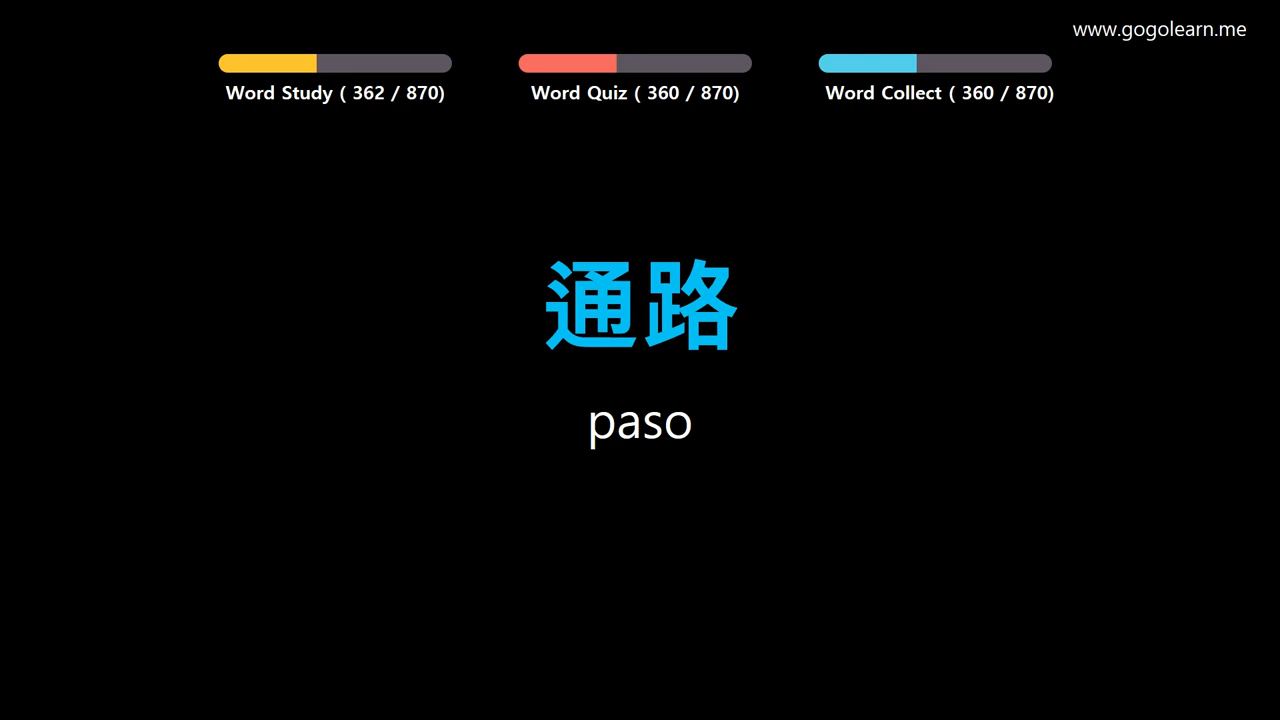 www.gogolearn.me
Word Study ( 362 / 870)
Word Quiz ( 360 / 870)
Word Collect ( 360 / 870)
通路
paso